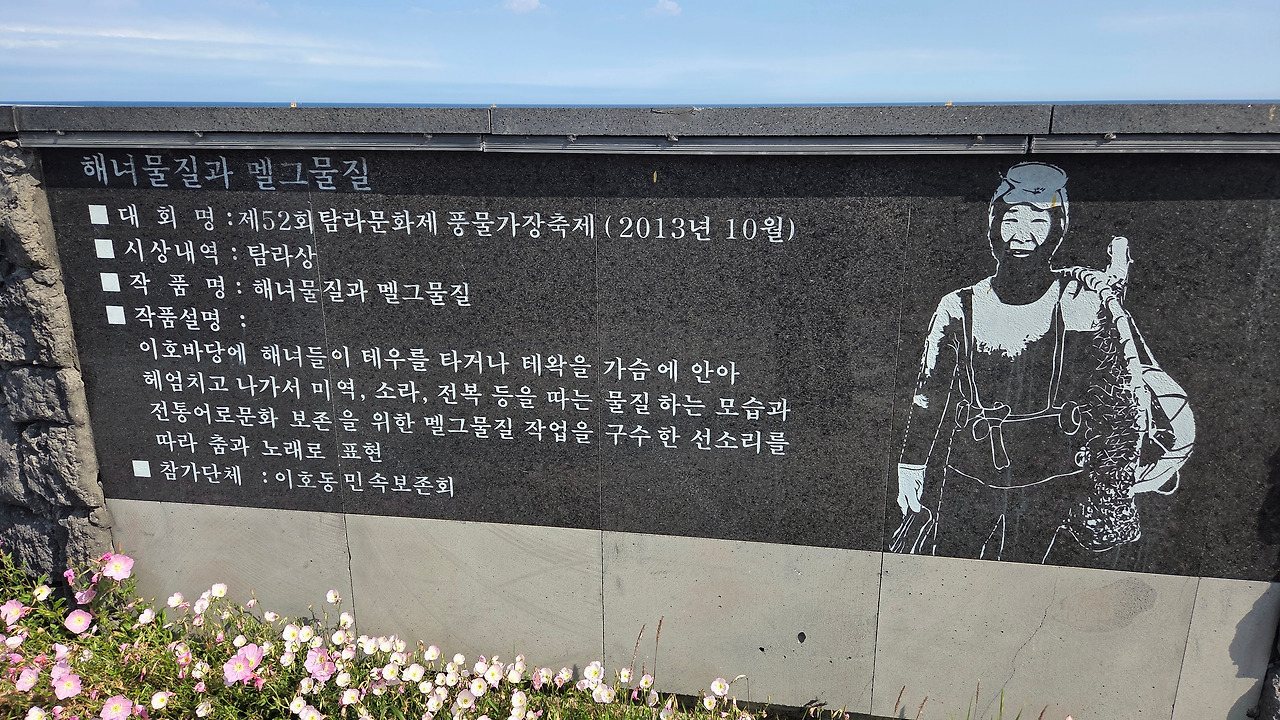 해녀물질과 멜그물질
■ 대 회 명 : 제52회 탐라문화제 풍물가장축제 (2013년 10월)
■ 시상내역 : 탐라상
■ 작 품 명 : 해녀물질과 멜그물질
■ 작품설명 :
이호바당에 해녀들이 테우를 타거나 테왁을 가슴에 안아
헤엄치고 나가서 미역, 소라, 전복 등을 따는 물질 하는 모습과
전통어로문화 보존을 위한 멜그물질 작업을 구수한 선소리를
따라 춤과 노래로 표현
■ 참가단체 : 이호동민속보존회